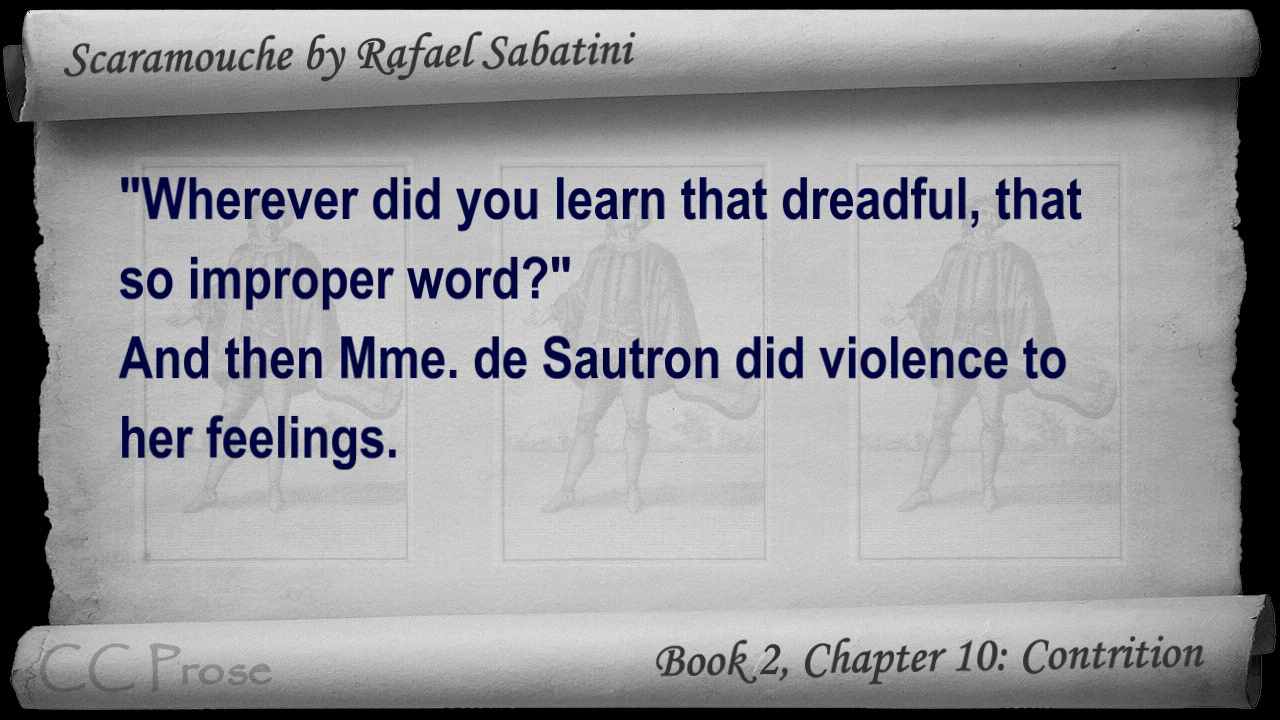 Scaramouche by Rafael Sabatini
"Wherever did you learn that dreadful, that
so improper word?"
And then Mme. de Sautron did violence to
her feelings.
CC Prose
Book 2, Chapter 10: Contrition